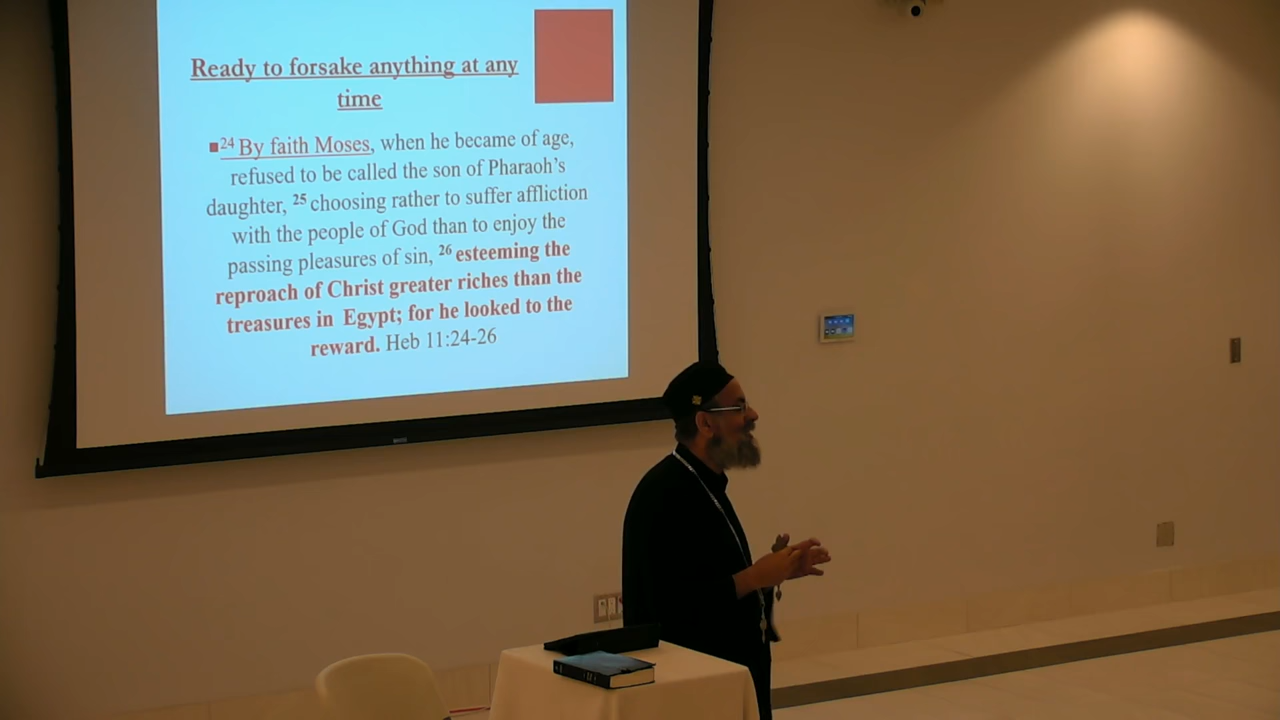 Ready to forsake anything at any
time
24 By faith Moses, when he became of age,
refused to be called the son of Pharaoh's
daughter, 25 choosing rather to suffer affliction
with the people of God than to enjoy the
passing pleasures of sin, 26 esteeming the
reproach of Christ greater riches than the
treasures in Egypt; for he looked to the
reward. Heb 11:24-26